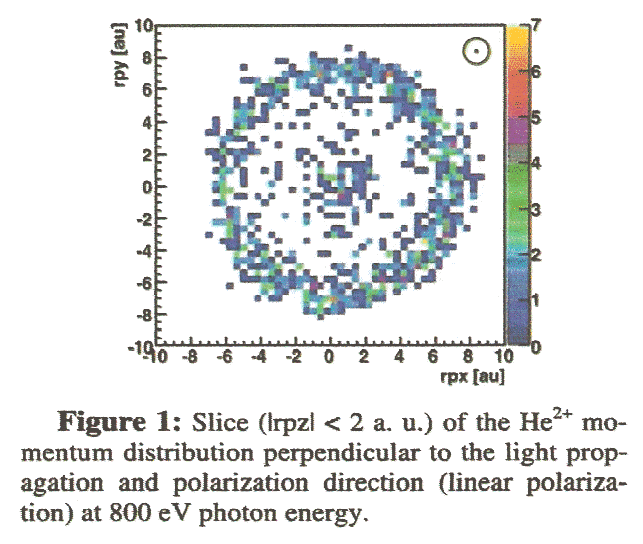 rpy [au]
10
8
6
4
2
0
-2
-4
-6
-8
-10
-10 -8 -6 -4 -2 0 2 4 6 8 10
rpx [au]
7
6
5
4
3
2
1
0
Figure 1: Slice (|rpz| < 2 a. u.) of the He2+ mo-
mentum distribution perpendicular to the light prop-
agation and polarization direction (linear polariza-
tion) at 800 eV photon energy.